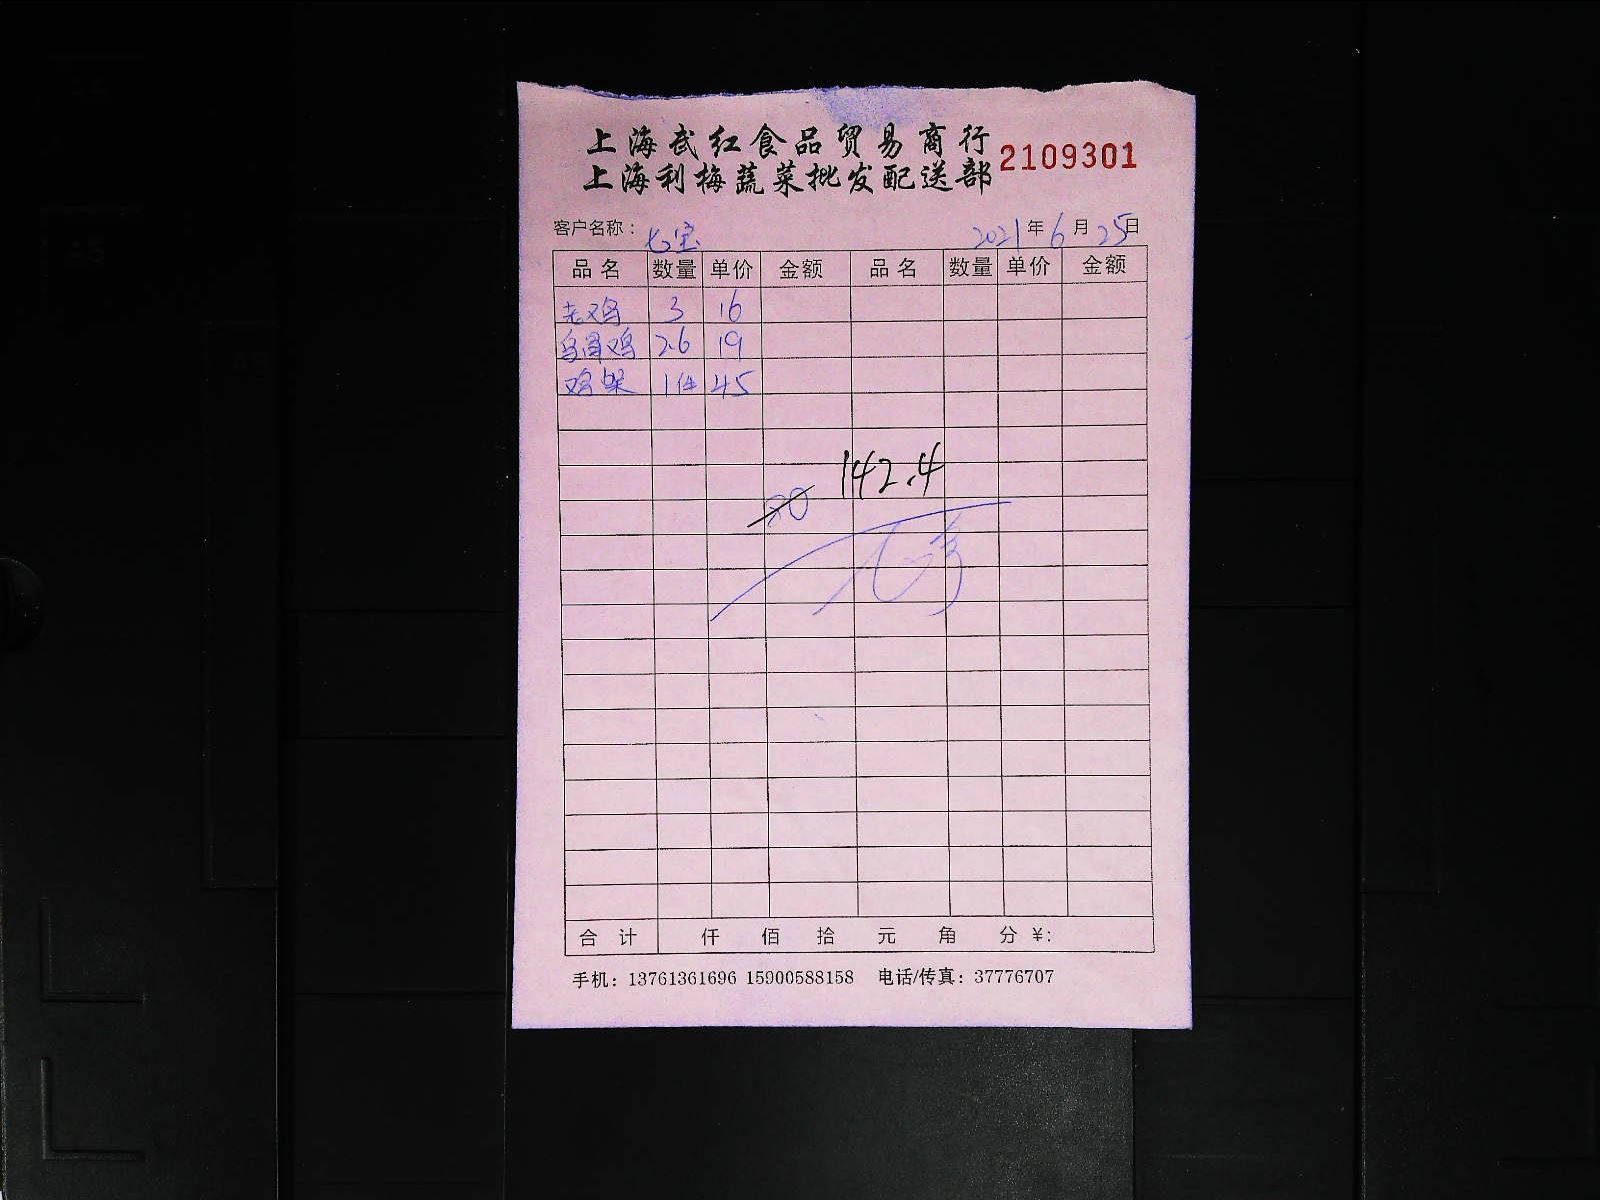 上海武红食品贸易商行
上海利梅蔬菜批发配送部 2109301
客户名称： 七宝 2021年6月25日
品名 数量 单价 金额 品名 数量 单价 金额
老鸡 3 16
乌骨鸡 2.6 19
鸡架 1件 45
142.4
合计 仟 佰 拾 元 角 分 ¥:
手机：13761361696 15900588158 电话/传真：37776707